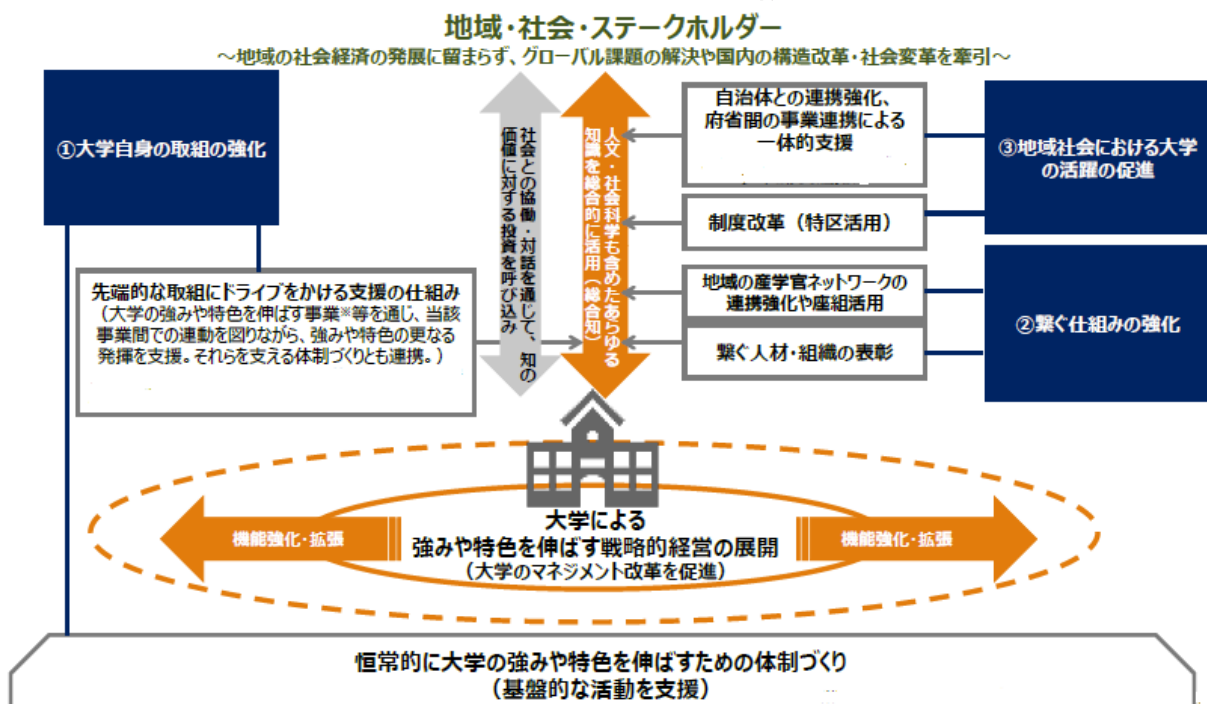 地域・社会・ステークホルダー
～地域の社会経済の発展に留まらず、グローバル課題の解決や国内の構造改革・社会変革を牽引～
①大学自身の取組の強化
先端的な取組にドライブをかける支援の仕組み
（大学の強みや特色を伸ばす事業※等を通じ、当該
事業間での連動を図りながら、強みや特色の更なる
発揮を支援。それらを支える体制づくりとも連携。）
社会との協働・対話を通じて、知の
価値に対する投資を呼び込み
人文・社会科学も含めたあらゆる
知識を総合的に活用（総合知）
自治体との連携強化、
府省間の事業連携による
一体的支援
制度改革（特区活用）
③地域社会における大学
の活躍の促進
地域の産学官ネットワークの
連携強化や座組活用
繋ぐ人材・組織の表彰
②繋ぐ仕組みの強化
機能強化・拡張
大学による
強みや特色を伸ばす戦略的経営の展開
（大学のマネジメント改革を促進）
機能強化・拡張
恒常的に大学の強みや特色を伸ばすための体制づくり
（基盤的な活動を支援）